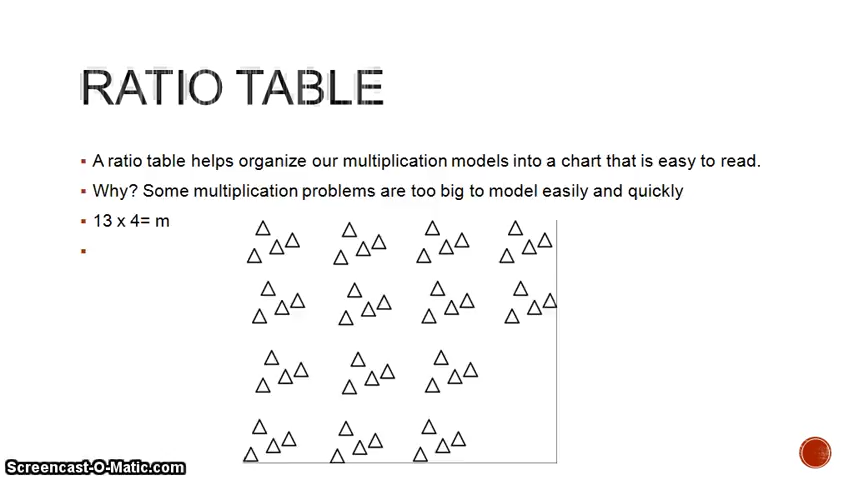 RATIO TABLE
A ratio table helps organize our multiplication models into a chart that is easy to read.
Why? Some multiplication problems are too big to model easily and quickly
13 x 4= m
Screencast-O-Matic.com